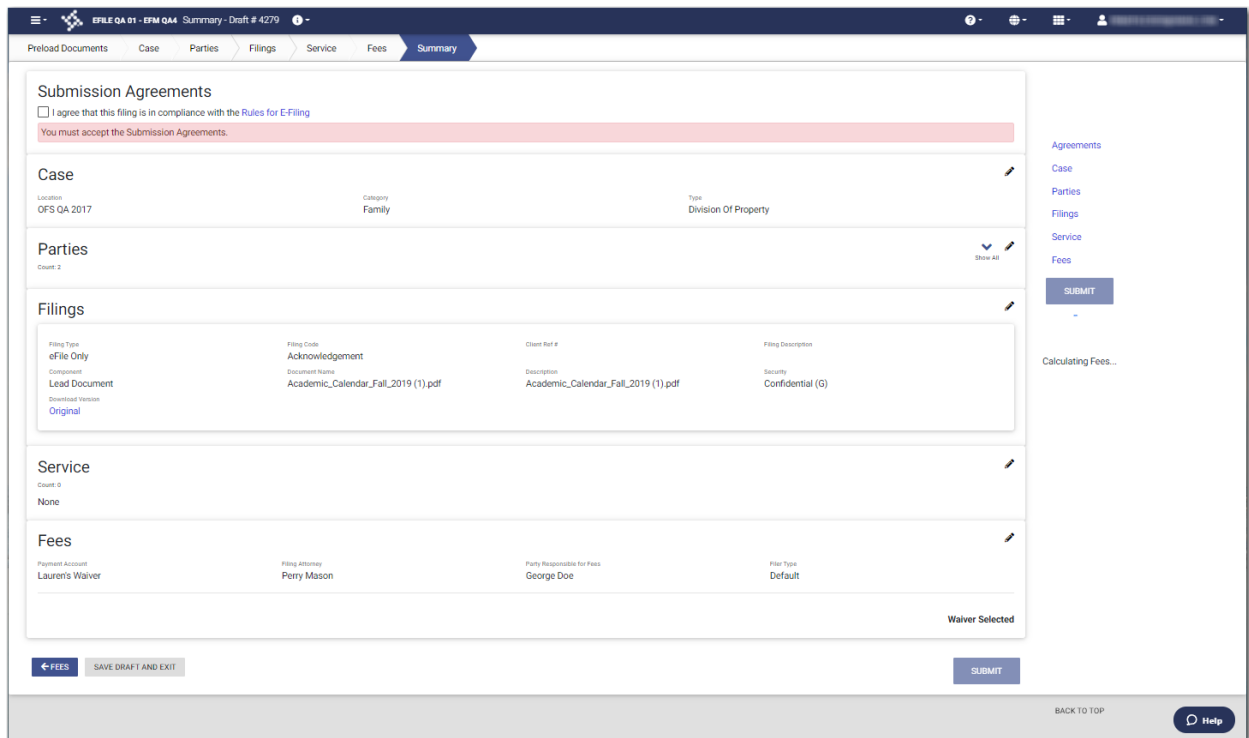 EFILE QA 01 - EFM QA4 Summary - Draft # 4279
Preload Documents Case Parties Filings Service Fees Summary
Submission Agreements
I agree that this filing is in compliance with the Rules for E-Filing
You must accept the Submission Agreements.
Agreements
Case
Parties
Filings
Service
Fees
SUBMIT
Calculating Fees...
Case
Location Category Type
OFS QA 2017 Family Division Of Property
Parties
Count: 2
Show All
Filings
Filing Type Filing Code Client Ref # Filing Description
eFile Only Acknowledgement
Component Document Name Description Security
Lead Document Academic_Calendar_Fall_2019 (1).pdf Academic_Calendar_Fall_2019 (1).pdf Confidential (G)
Download Version
Original
Service
Count: 0
None
Fees
Payment Account Filing Attorney Party Responsible for Fees Filer Type
Lauren's Waiver Perry Mason George Doe Default
Waiver Selected
FEES SAVE DRAFT AND EXIT SUBMIT
BACK TO TOP
Help